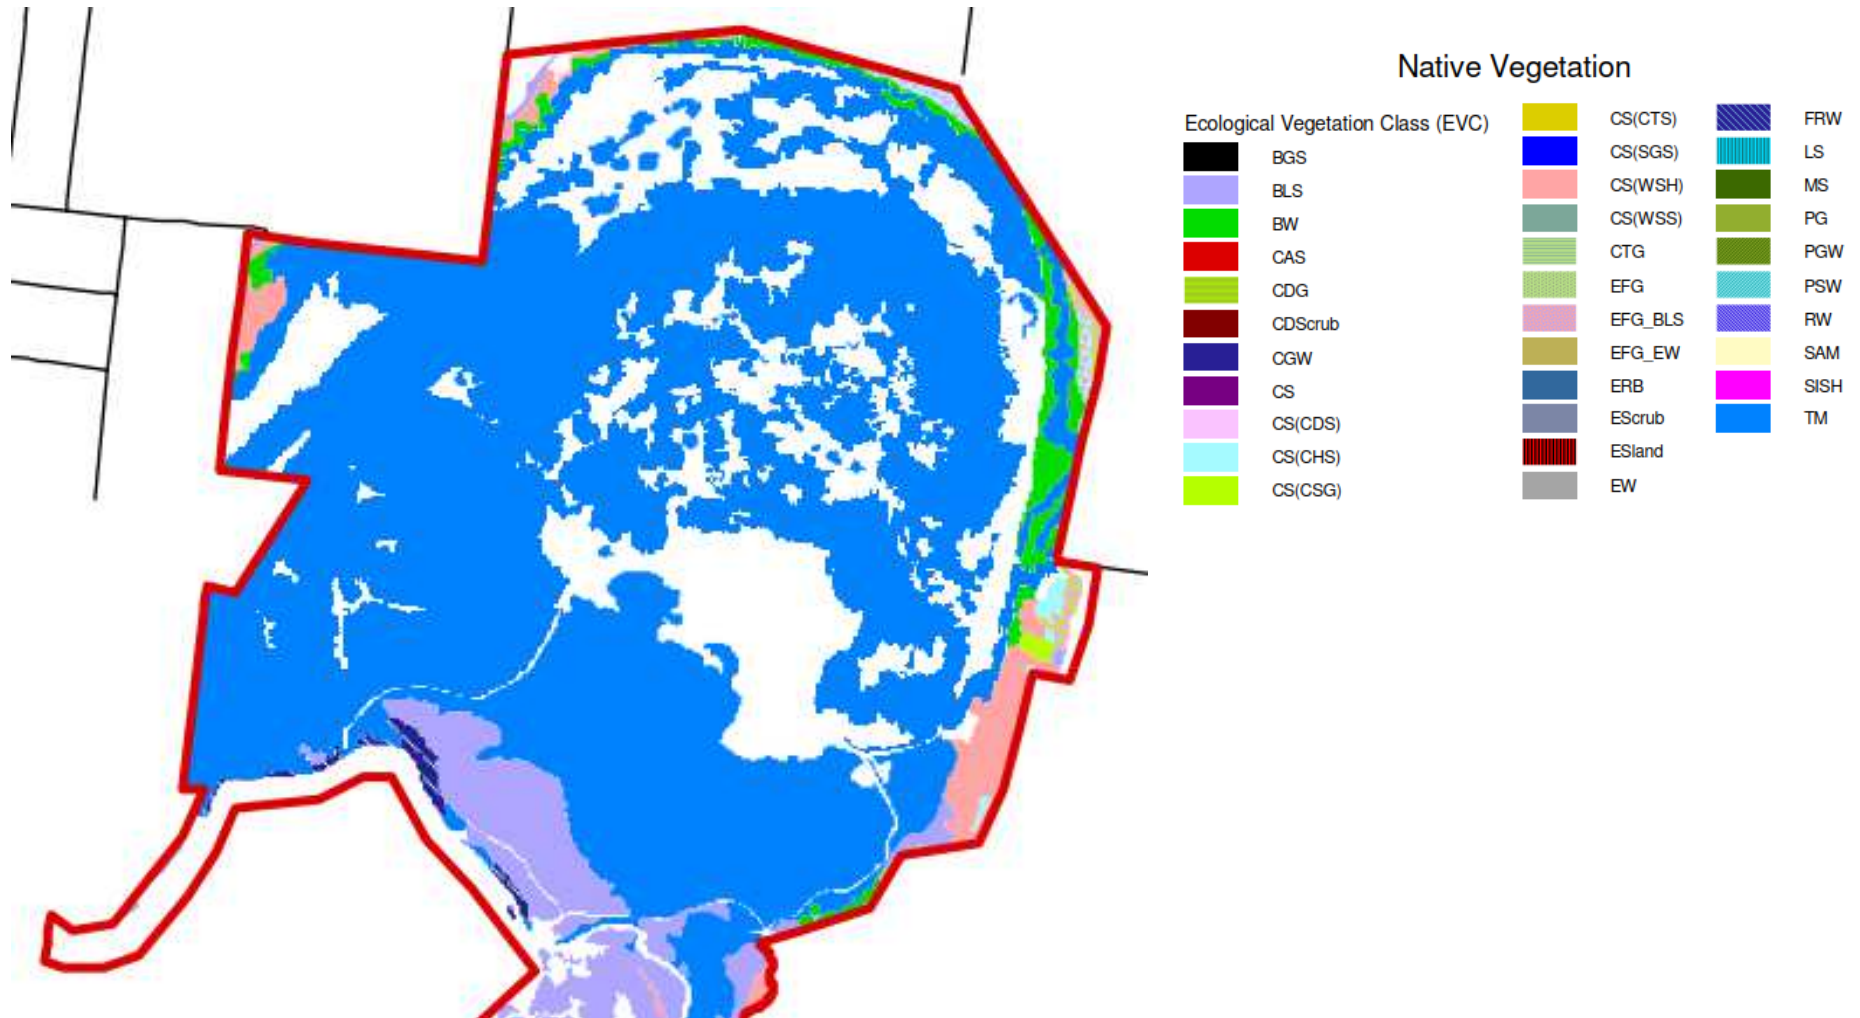 Native Vegetation
Ecological Vegetation Class (EVC)
BGS
BLS
BW
CAS
CDG
CDScrub
CGW
CS
CS(CDS)
CS(CHS)
CS(CSG)
CS(CTS)
CS(SGS)
CS(WSH)
CS(WSS)
CTG
EFG
EFG_BLS
EFG_EW
ERB
EScrub
ESland
EW
FRW
LS
MS
PG
PGW
PSW
RW
SAM
SISH
TM